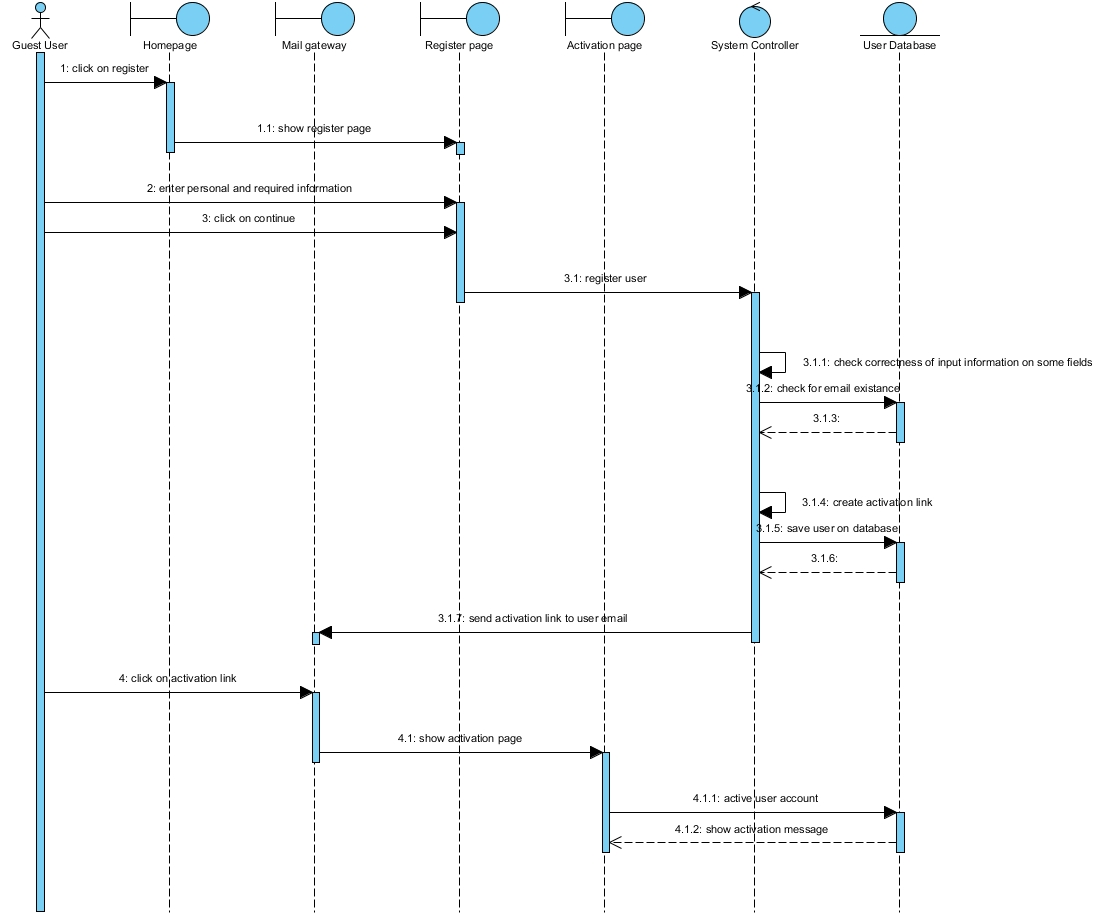 Guest User
Homepage
Mail gateway
Register page
Activation page
System Controller
User Database
1: click on register
1.1: show register page
2: enter personal and required information
3: click on continue
3.1: register user
3.1.1: check correctness of input information on some fields
3.1.2: check for email existance
3.1.3:
3.1.4: create activation link
3.1.5: save user on database
3.1.6:
3.1.7: send activation link to user email
4: click on activation link
4.1: show activation page
4.1.1: active user account
4.1.2: show activation message